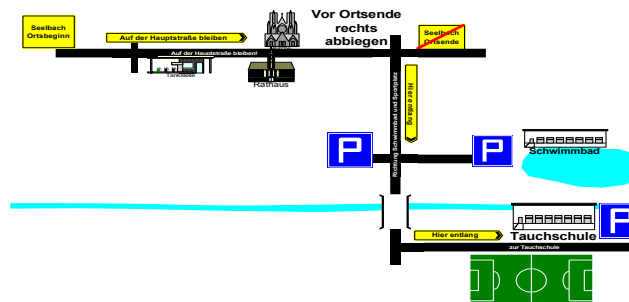 Seelbach
Ortsbeginn
Auf der Hauptstraße bleiben
Vor Ortsende
rechts
abbiegen
Seelbach
Ortsende
Auf der Hauptstraße bleiben!
Tankstelle
Rathaus
Hier entlang
Richtung Schwimmbad und Sportplatz
P
P
Schwimmbad
P
Hier entlang
Tauchschule
zur Tauchschule